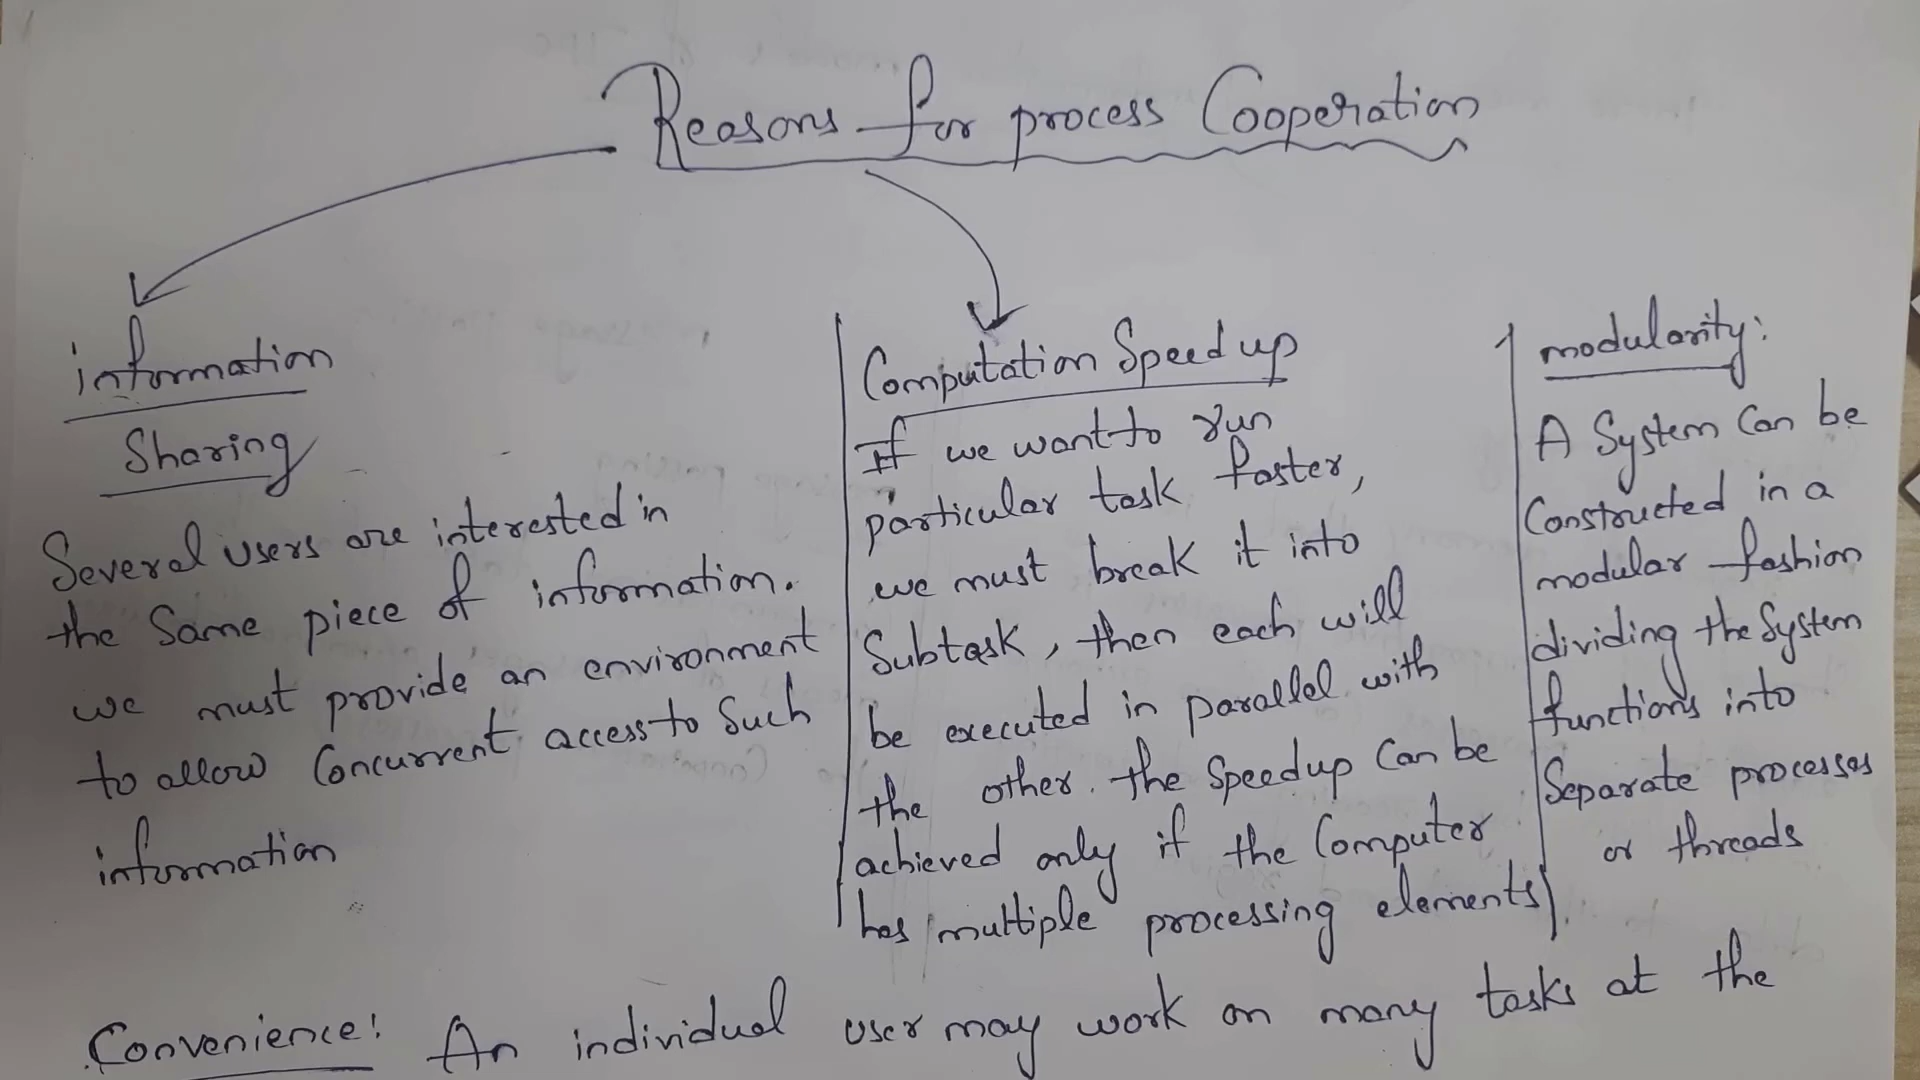 Reasons for process Cooperation
information
Sharing
Several users are interested in
the Same piece of information.
we must provide an environment
to allow Concurrent access to Such
information
Computation Speed up
If we want to run
particular task faster,
we must break it into
Subtask, then each will
be executed in parallel with
the other. the Speedup Can be
achieved only if the Computer
has multiple processing elements.
modularity:
A System Can be
Constructed in a
modular fashion
dividing the System
functions into
Separate processes
or threads
Convenience: An individual user may work on many tasks at the